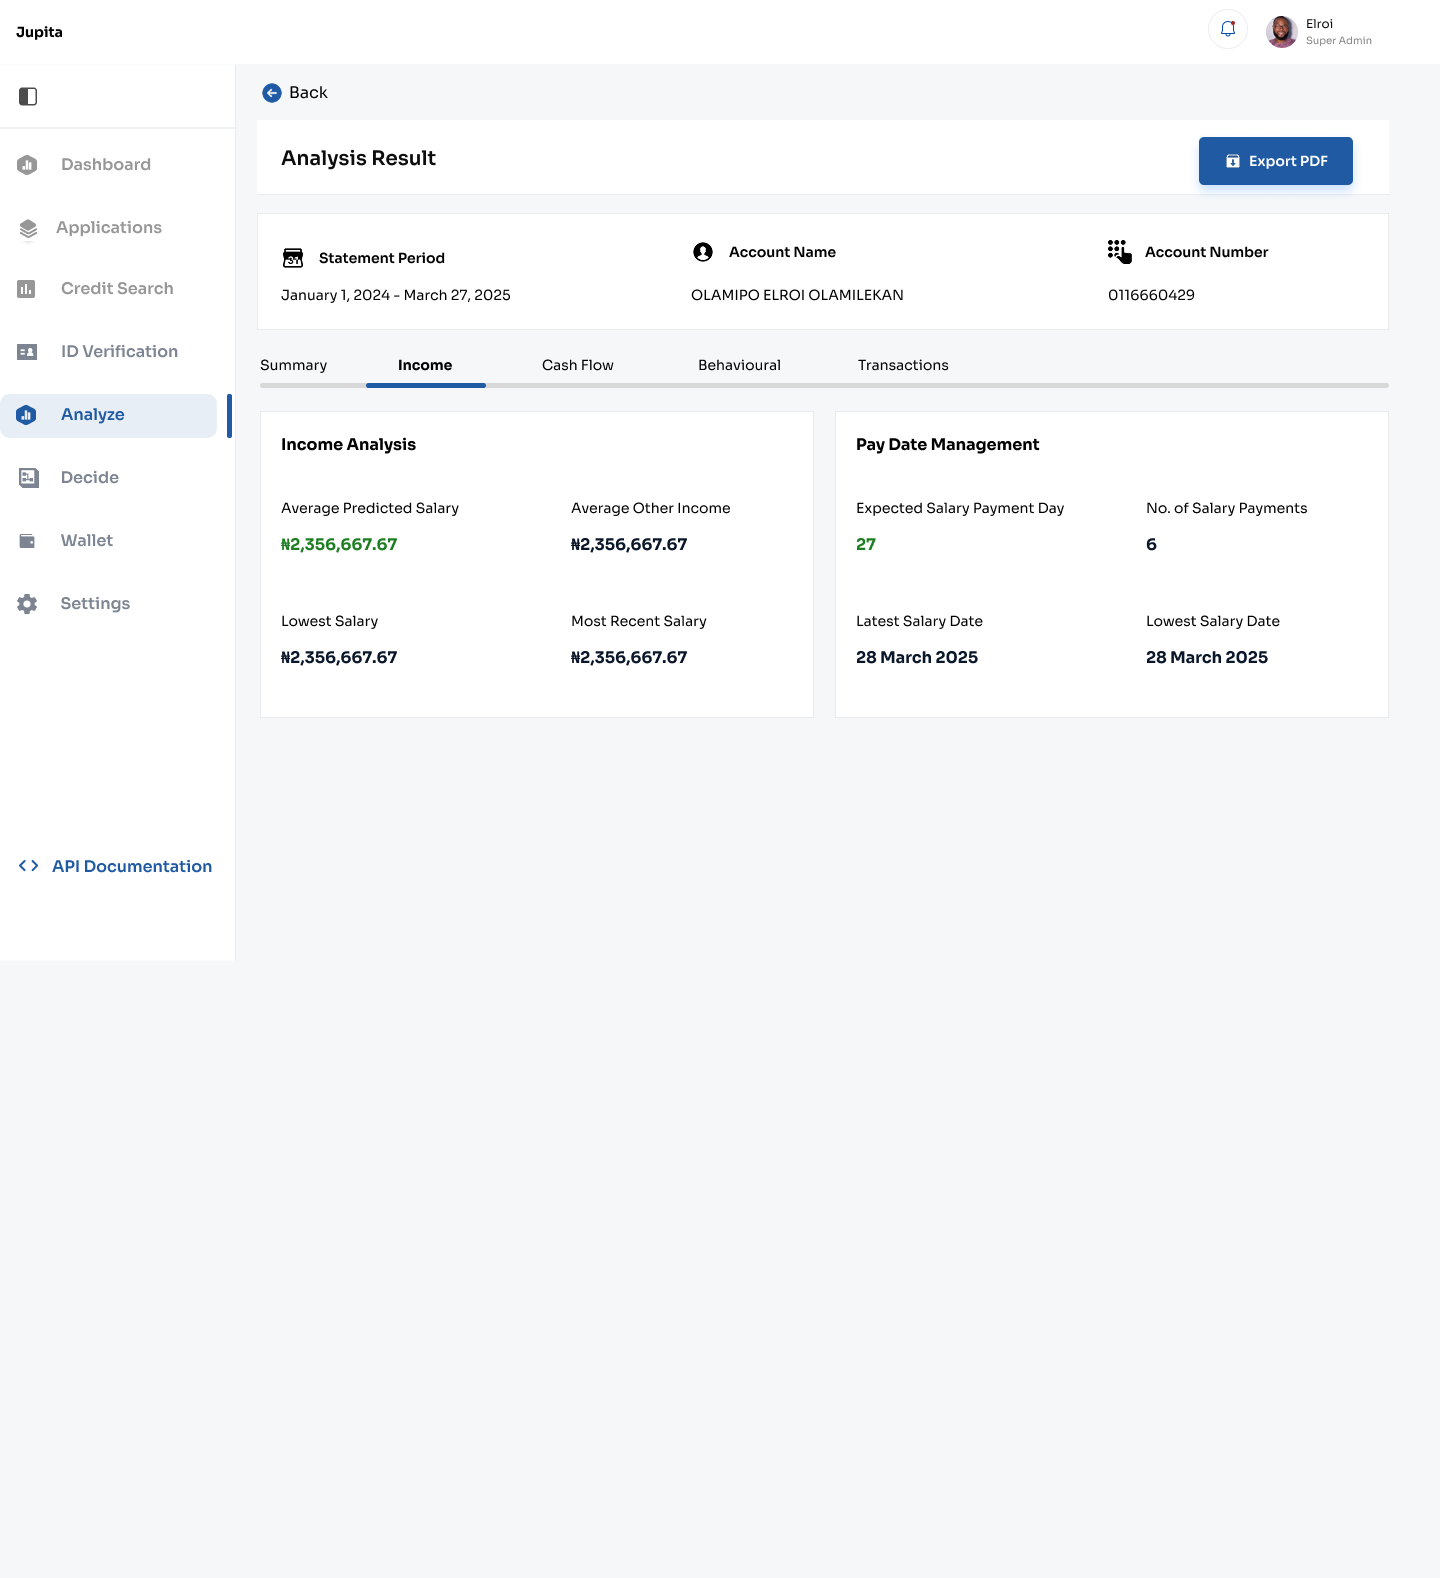 Jupita
Elroi
Super Admin
Back
Dashboard
Applications
Credit Search
ID Verification
Analyze
Decide
Wallet
Settings
API Documentation
Analysis Result
Export PDF
31
Statement Period
January 1, 2024 - March 27, 2025
Account Name
OLAMIPO ELROI OLAMILEKAN
Account Number
0116660429
Summary
Income
Cash Flow
Behavioural
Transactions
Income Analysis
Average Predicted Salary
₦2,356,667.67
Average Other Income
₦2,356,667.67
Lowest Salary
₦2,356,667.67
Most Recent Salary
₦2,356,667.67
Pay Date Management
Expected Salary Payment Day
27
No. of Salary Payments
6
Latest Salary Date
28 March 2025
Lowest Salary Date
28 March 2025